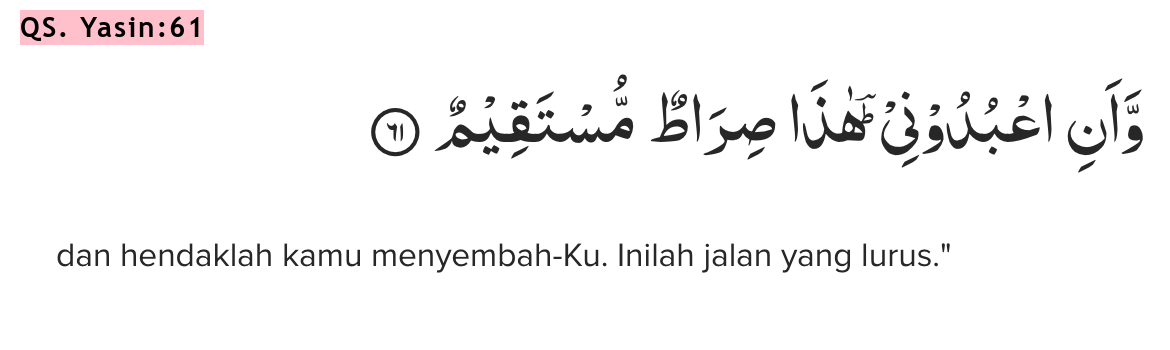 QS. Yasin:61
وَّاَنِ اعْبُدُوْنِيْ ۗهٰذَا صِرَاطٌ مُّسْتَقِيْمٌ ٦١
dan hendaklah kamu menyembah-Ku. Inilah jalan yang lurus."